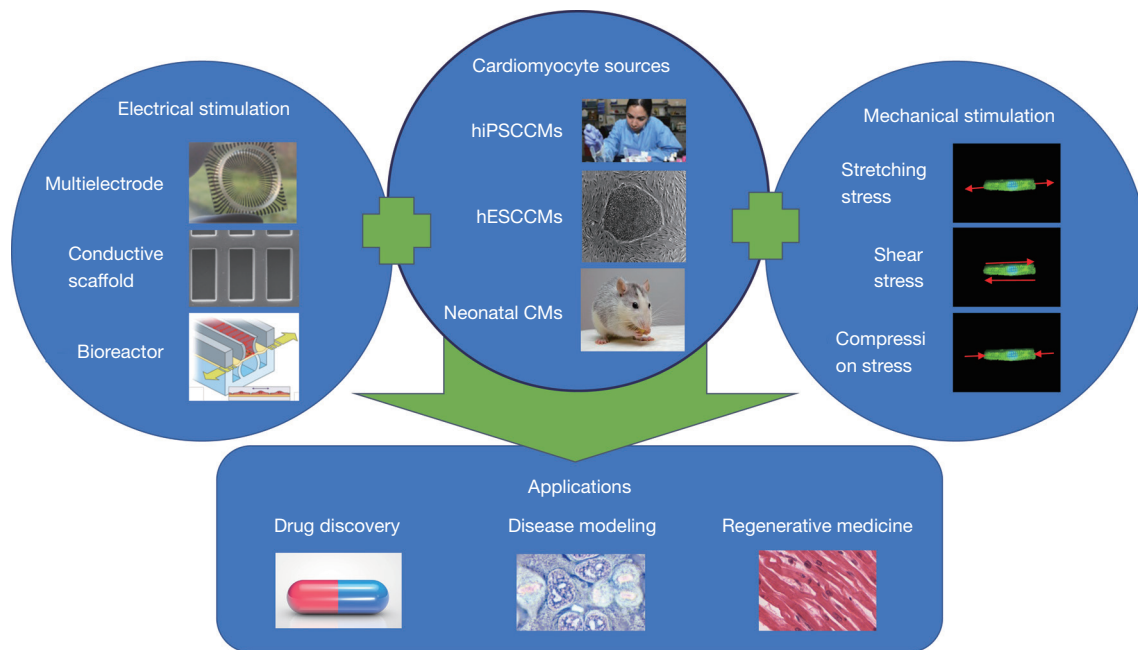 Cardiomyocyte sources
hiPSCCMs
hESCCMs
Neonatal CMs
Electrical stimulation
Multielectrode
Conductive
scaffold
Bioreactor
Mechanical stimulation
Stretching
stress
Shear
stress
Compressi
on stress
Applications
Drug discovery
Disease modeling
Regenerative medicine